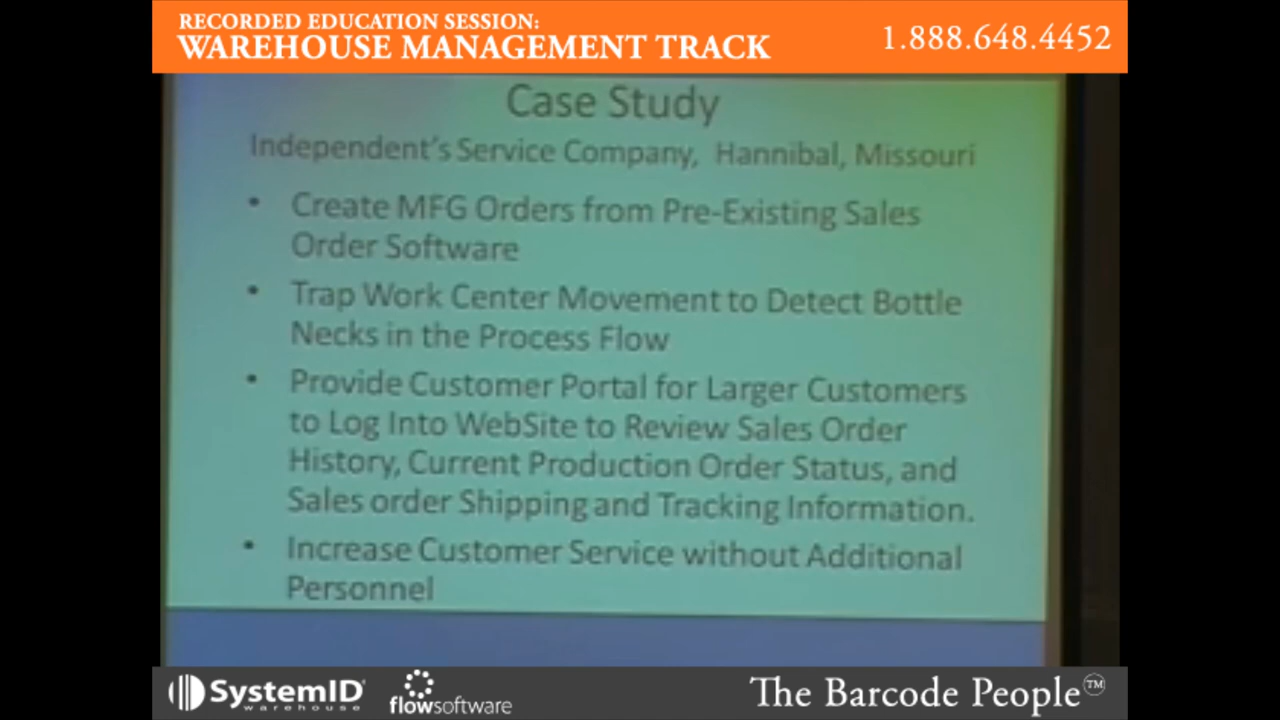 RECORDED EDUCATION SESSION:
WAREHOUSE MANAGEMENT TRACK
1.888.648.4452
Case Study
Independent's Service Company, Hannibal, Missouri
• Create MFG Orders from Pre-Existing Sales
Order Software
• Trap Work Center Movement to Detect Bottle
Necks in the Process Flow
• Provide Customer Portal for Larger Customers
to Log Into WebSite to Review Sales Order
History, Current Production Order Status, and
Sales order Shipping and Tracking Information.
• Increase Customer Service without Additional
Personnel
SystemID
warehouse
flowsoftware
The Barcode People™